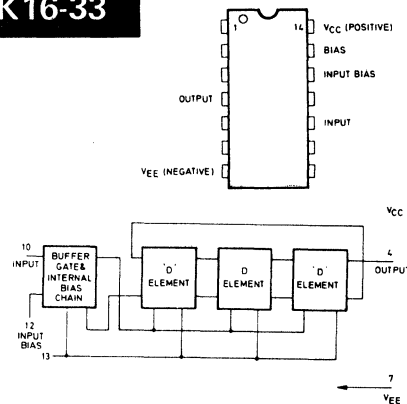 K 16-33
1
14
VCC (POSITIVE)
BIAS
INPUT BIAS
OUTPUT
INPUT
VEE (NEGATIVE)
VCC
10
INPUT
BUFFER
GATE &
INTERNAL
BIAS
CHAIN
'D'
ELEMENT
D
ELEMENT
'D'
ELEMENT
4
OUTPUT
12
INPUT
BIAS
13
7
VEE